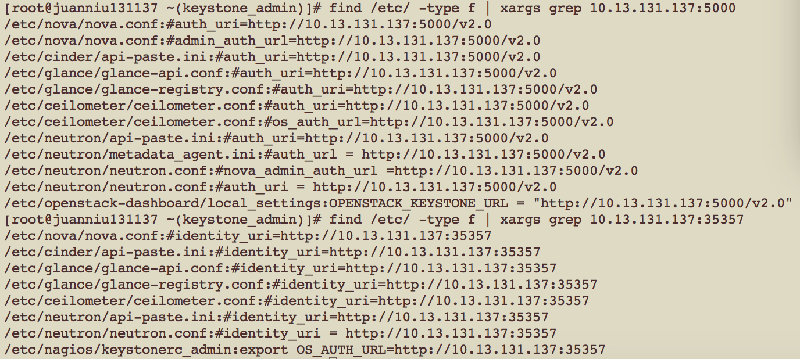 [root@juanniu131137 ~(keystone_admin)]# find /etc/ -type f | xargs grep 10.13.131.137:5000
/etc/nova/nova.conf:#auth_uri=http://10.13.131.137:5000/v2.0
/etc/nova/nova.conf:#admin_auth_url=http://10.13.131.137:5000/v2.0
/etc/cinder/api-paste.ini:#auth_uri=http://10.13.131.137:5000/v2.0
/etc/glance/glance-api.conf:#auth_uri=http://10.13.131.137:5000/v2.0
/etc/glance/glance-registry.conf:#auth_uri=http://10.13.131.137:5000/v2.0
/etc/ceilometer/ceilometer.conf:#auth_uri=http://10.13.131.137:5000/v2.0
/etc/ceilometer/ceilometer.conf:#os_auth_url=http://10.13.131.137:5000/v2.0
/etc/neutron/api-paste.ini:#auth_uri=http://10.13.131.137:5000/v2.0
/etc/neutron/metadata_agent.ini:#auth_url = http://10.13.131.137:5000/v2.0
/etc/neutron/neutron.conf:#nova_admin_auth_url =http://10.13.131.137:5000/v2.0
/etc/neutron/neutron.conf:#auth_uri = http://10.13.131.137:5000/v2.0
/etc/openstack-dashboard/local_settings:OPENSTACK_KEYSTONE_URL = "http://10.13.131.137:5000/v2.0"
[root@juanniu131137 ~(keystone_admin)]# find /etc/ -type f | xargs grep 10.13.131.137:35357
/etc/nova/nova.conf:#identity_uri=http://10.13.131.137:35357
/etc/cinder/api-paste.ini:#identity_uri=http://10.13.131.137:35357
/etc/glance/glance-api.conf:#identity_uri=http://10.13.131.137:35357
/etc/glance/glance-registry.conf:#identity_uri=http://10.13.131.137:35357
/etc/ceilometer/ceilometer.conf:#identity_uri=http://10.13.131.137:35357
/etc/neutron/api-paste.ini:#identity_uri=http://10.13.131.137:35357
/etc/neutron/neutron.conf:#identity_uri = http://10.13.131.137:35357
/etc/nagios/keystonerc_admin:export OS_AUTH_URL=http://10.13.131.137:35357